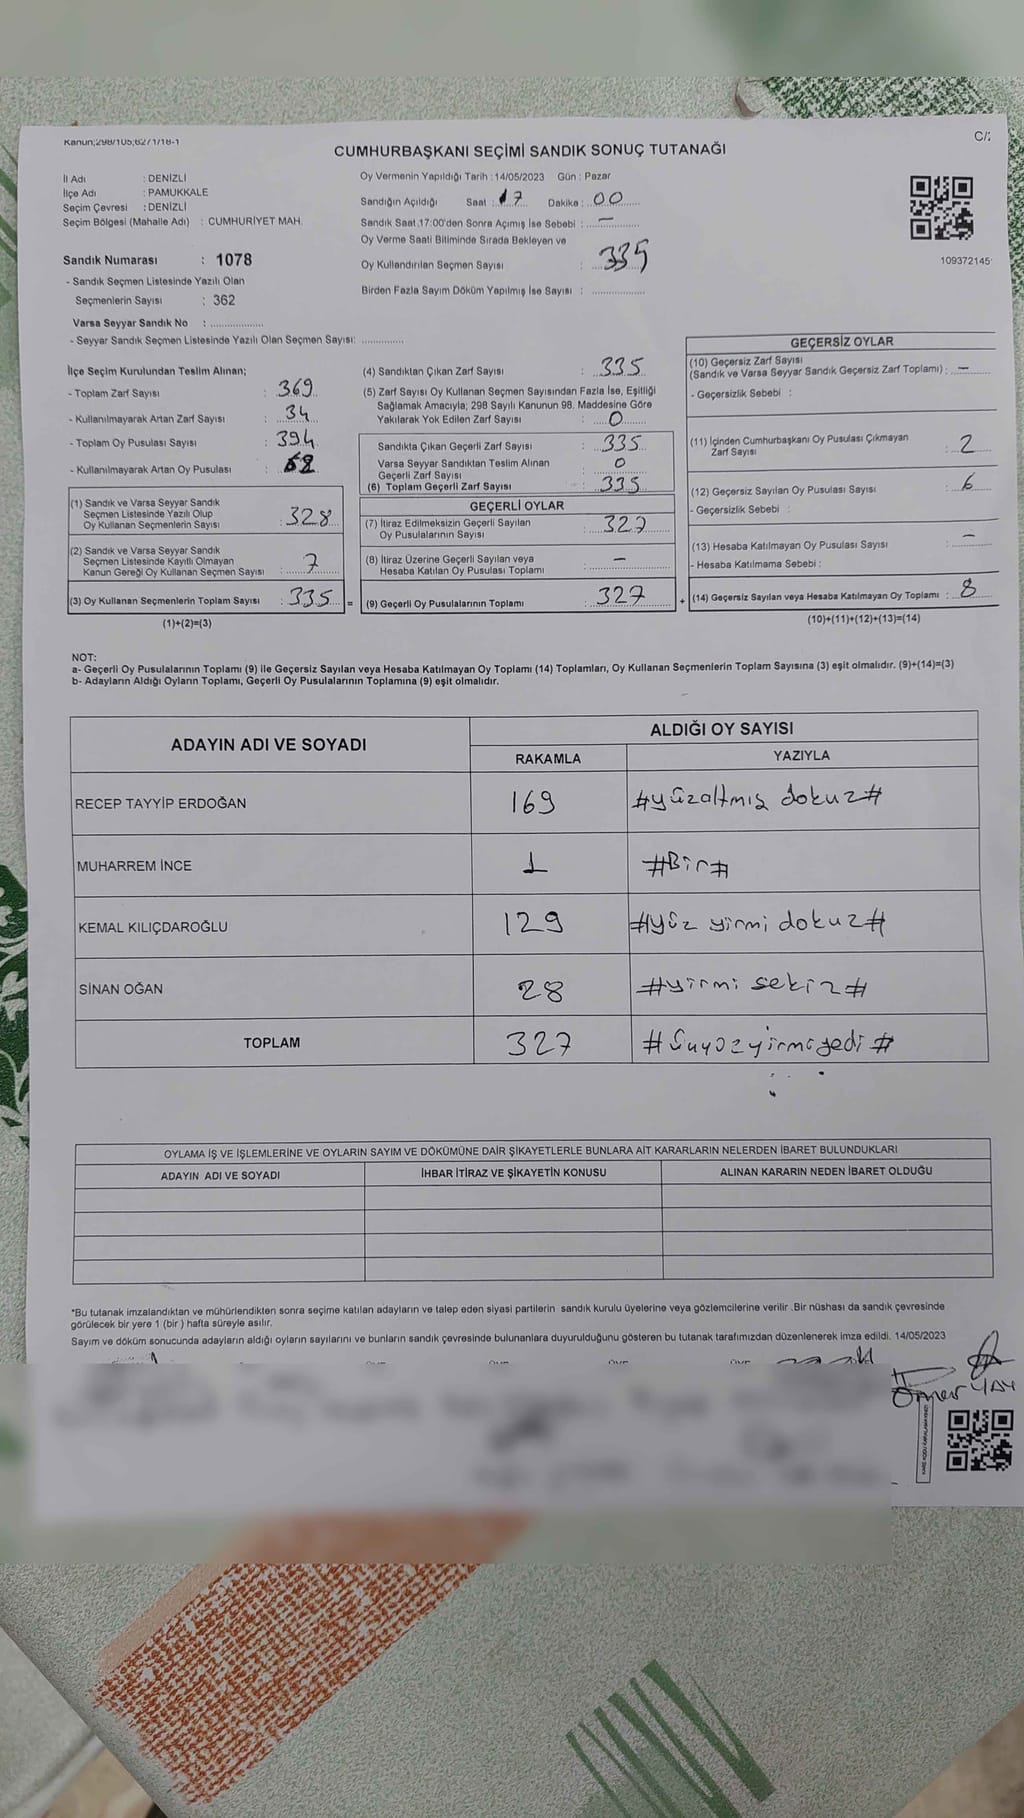 Kanun;298/105;6271/18-1
C/2
CUMHURBAŞKANI SEÇİMİ SANDIK SONUÇ TUTANAĞI
İl Adı : DENİZLİ
İlçe Adı : PAMUKKALE
Seçim Çevresi : DENİZLİ
Seçim Bölgesi (Mahalle Adı) : CUMHURİYET MAH.
Sandık Numarası : 1078
- Sandık Seçmen Listesinde Yazılı Olan
Seçmenlerin Sayısı : 362
Varsa Seyyar Sandık No : ................
- Seyyar Sandık Seçmen Listesinde Yazılı Olan Seçmen Sayısı: ............
Oy Vermenin Yapıldığı Tarih :14/05/2023 Gün : Pazar
Sandığın Açıldığı Saat : 17 Dakika : 00
Sandık Saat.17:00'den Sonra Açımış İse Sebebi : —
Oy Verme Saati Bitiminde Sırada Bekleyen ve
Oy Kullandırılan Seçmen Sayısı : 335
Birden Fazla Sayım Döküm Yapılmış İse Sayısı : ............
109372145
İlçe Seçim Kurulundan Teslim Alınan;
- Toplam Zarf Sayısı : 369
- Kullanılmayarak Artan Zarf Sayısı : 34
- Toplam Oy Pusulası Sayısı : 394
- Kullanılmayarak Artan Oy Pusulası :
(1) Sandık ve Varsa Seyyar Sandık
Seçmen Listesinde Yazılı Olup
Oy Kullanan Seçmenlerin Sayısı : 328
(2) Sandık ve Varsa Seyyar Sandık
Seçmen Listesinde Kayıtlı Olmayan
Kanun Gereği Oy Kullanan Seçmen Sayısı : 7
(3) Oy Kullanan Seçmenlerin Toplam Sayısı : 335 =
(1)+(2)=(3)
(4) Sandıktan Çıkan Zarf Sayısı : 335
(5) Zarf Sayısı Oy Kullanan Seçmen Sayısından Fazla İse, Eşitliği
Sağlamak Amacıyla; 298 Sayılı Kanunun 98. Maddesine Göre
Yakılarak Yok Edilen Zarf Sayısı : 0
Sandıkta Çıkan Geçerli Zarf Sayısı : 335
Varsa Seyyar Sandıktan Teslim Alınan
Geçerli Zarf Sayısı : 0
(6) Toplam Geçerli Zarf Sayısı : 335
GEÇERLİ OYLAR
(7) İtiraz Edilmeksizin Geçerli Sayılan
Oy Pusulalarının Sayısı : 327
(8) İtiraz Üzerine Geçerli Sayılan veya
Hesaba Katılan Oy Pusulası Toplamı : —
(9) Geçerli Oy Pusulalarının Toplamı : 327 +
GEÇERSİZ OYLAR
(10) Geçersiz Zarf Sayısı
(Sandık ve Varsa Seyyar Sandık Geçersiz Zarf Toplamı) : —
- Geçersizlik Sebebi :
(11) İçinden Cumhurbaşkanı Oy Pusulası Çıkmayan
Zarf Sayısı : 2
(12) Geçersiz Sayılan Oy Pusulası Sayısı : 6
- Geçersizlik Sebebi :
(13) Hesaba Katılmayan Oy Pusulası Sayısı : —
- Hesaba Katılmama Sebebi :
(14) Geçersiz Sayılan veya Hesaba Katılmayan Oy Toplamı : 8
(10)+(11)+(12)+(13)=(14)
NOT:
a- Geçerli Oy Pusulalarının Toplamı (9) ile Geçersiz Sayılan veya Hesaba Katılmayan Oy Toplamı (14) Toplamları, Oy Kullanan Seçmenlerin Toplam Sayısına (3) eşit olmalıdır. (9)+(14)=(3)
b- Adayların Aldığı Oyların Toplamı, Geçerli Oy Pusulalarının Toplamına (9) eşit olmalıdır.
ADAYIN ADI VE SOYADI
ALDIĞI OY SAYISI
RAKAMLA YAZIYLA
RECEP TAYYİP ERDOĞAN 169 #yüzaltmış dokuz#
MUHARREM İNCE 1 #Bir#
KEMAL KILIÇDAROĞLU 129 #yüz yirmi dokuz#
SİNAN OĞAN 28 #yirmi sekiz#
TOPLAM 327 #üçyüzyirmiyedi#
OYLAMA İŞ VE İŞLEMLERİNE VE OYLARIN SAYIM VE DÖKÜMÜNE DAİR ŞİKAYETLERLE BUNLARA AİT KARARLARIN NELERDEN İBARET BULUNDUKLARI
ADAYIN ADI VE SOYADI İHBAR İTİRAZ VE ŞİKAYETİN KONUSU ALINAN KARARIN NEDEN İBARET OLDUĞU
*Bu tutanak imzalandıktan ve mühürlendikten sonra seçime katılan adayların ve talep eden siyasi partilerin sandık kurulu üyelerine veya gözlemcilerine verilir .Bir nüshası da sandık çevresinde
görülecek bir yere 1 (bir ) hafta süreyle asılır.
Sayım ve döküm sonucunda adayların aldığı oyların sayılarını ve bunların sandık çevresinde bulunanlara duyurulduğunu gösteren bu tutanak tarafımızdan düzenlenerek imza edildi. 14/05/2023
Ömer